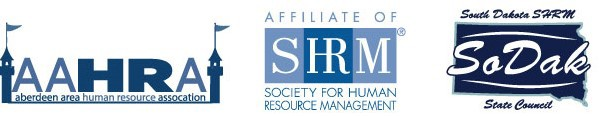 AAHRA
aberdeen area human resource assocation
AFFILIATE OF
SHRM®
SOCIETY FOR HUMAN
RESOURCE MANAGEMENT
South Dakota SHRM
SoDak
State Council